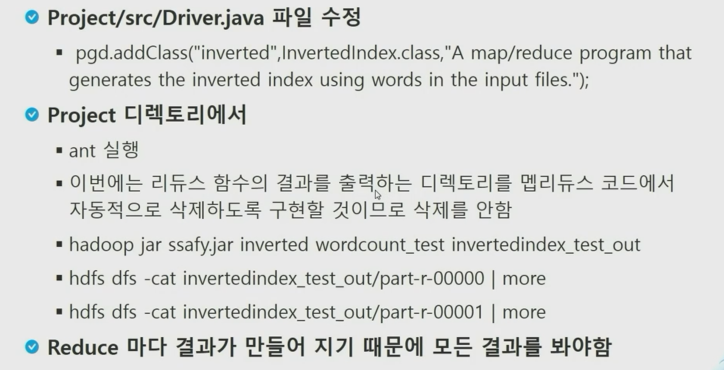 Project/src/Driver.java 파일 수정
pgd.addClass("inverted",InvertedIndex.class,"A map/reduce program that
generates the inverted index using words in the input files.");
Project 디렉토리에서
ant 실행
이번에는 리듀스 함수의 결과를 출력하는 디렉토리를 멥리듀스 코드에서
자동적으로 삭제하도록 구현할 것이므로 삭제를 안함
hadoop jar ssafy.jar inverted wordcount_test invertedindex_test_out
hdfs dfs -cat invertedindex_test_out/part-r-00000 | more
hdfs dfs -cat invertedindex_test_out/part-r-00001 | more
Reduce 마다 결과가 만들어 지기 때문에 모든 결과를 봐야함